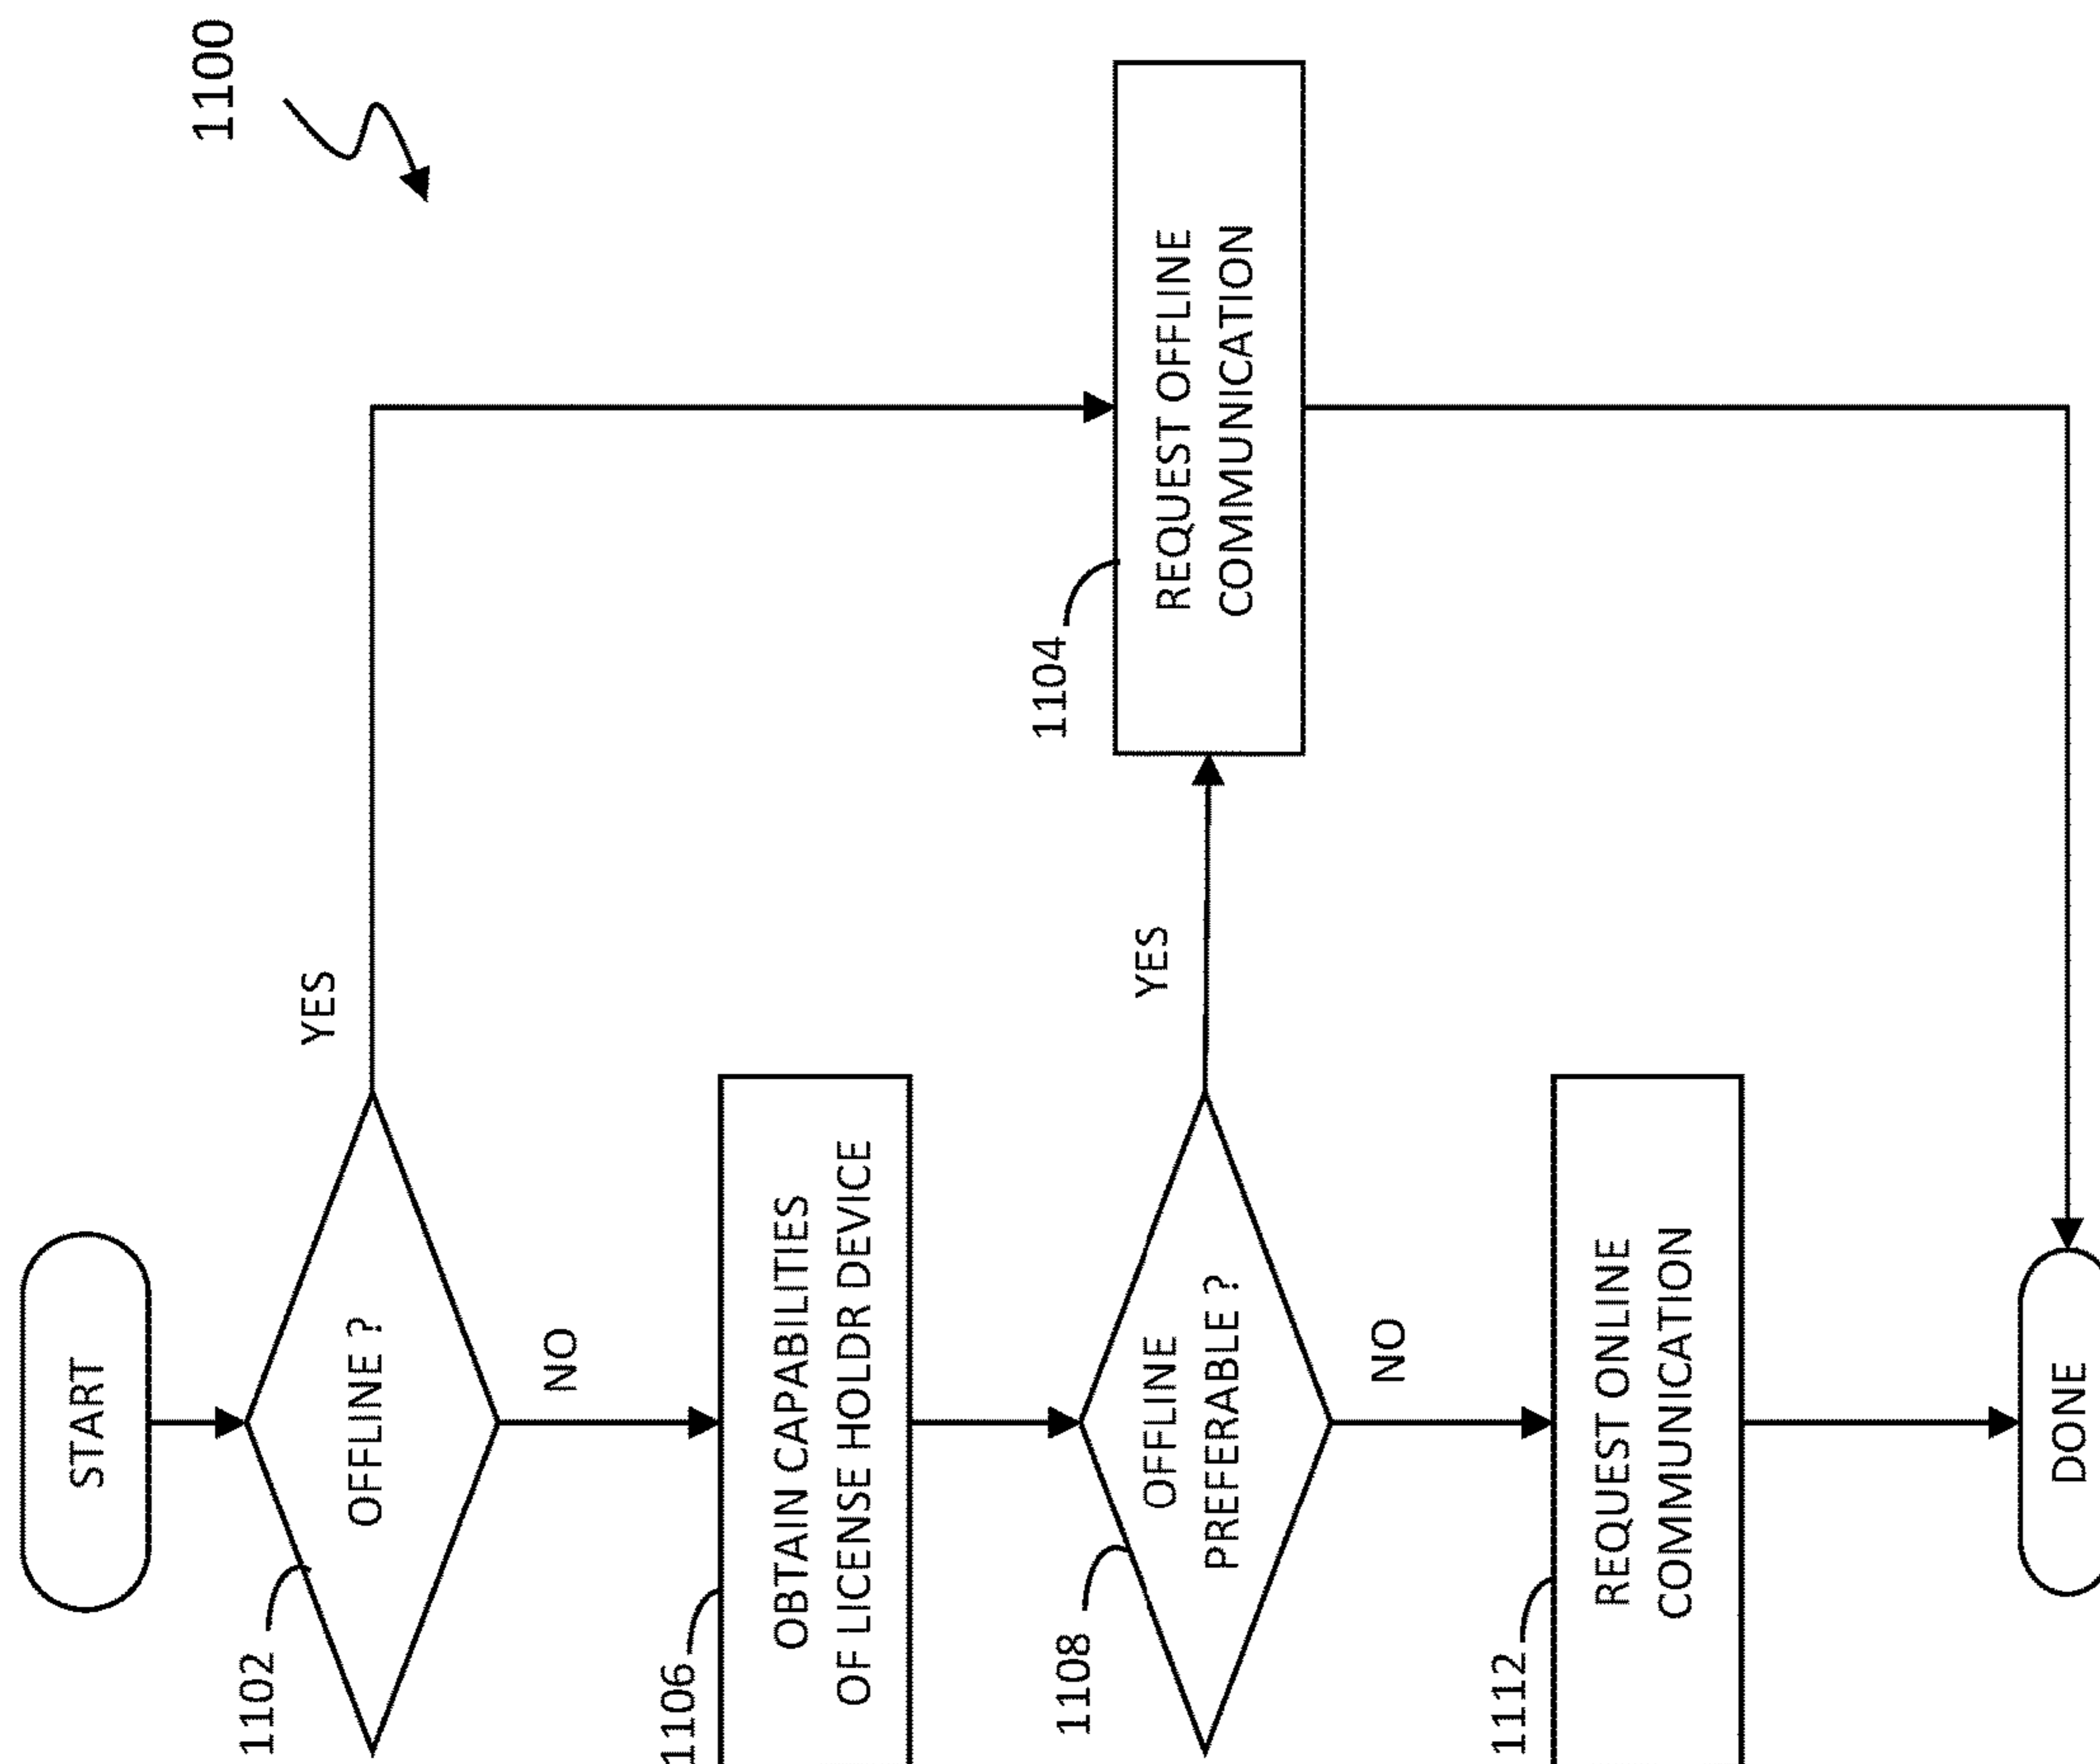 1100
START
1102
OFFLINE ?
YES
NO
1106
OBTAIN CAPABILITIES
OF LICENSE HOLDR DEVICE
1108
OFFLINE
PREFERABLE ?
YES
1104
REQUEST OFFLINE
COMMUNICATION
NO
1112
REQUEST ONLINE
COMMUNICATION
DONE